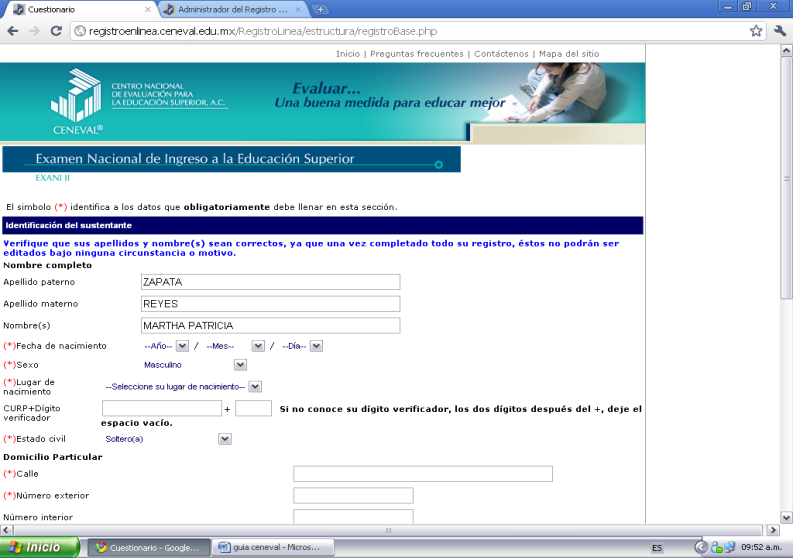 Cuestionario
Administrador del Registro ...
registroenlinea.ceneval.edu.mx/RegistroLinea/estructura/registroBase.php
Inicio | Preguntas frecuentes | Contáctenos | Mapa del sitio
CENTRO NACIONAL
DE EVALUACIÓN PARA
LA EDUCACIÓN SUPERIOR, A.C.
CENEVAL®
Evaluar...
Una buena medida para educar mejor
Examen Nacional de Ingreso a la Educación Superior
EXANI II
El simbolo (*) identifica a los datos que obligatoriamente debe llenar en esta sección.
Identificación del sustentante
Verifique que sus apellidos y nombre(s) sean correctos, ya que una vez completado todo su registro, éstos no podrán ser
editados bajo ninguna circunstancia o motivo.
Nombre completo
Apellido paterno ZAPATA
Apellido materno REYES
Nombre(s) MARTHA PATRICIA
(*)Fecha de nacimiento --Año-- / --Mes-- / --Día--
(*)Sexo Masculino
(*)Lugar de
nacimiento --Seleccione su lugar de nacimiento--
CURP+Dígito
verificador + Si no conoce su dígito verificador, los dos dígitos después del +, deje el
espacio vacío.
(*)Estado civil Soltero(a)
Domicilio Particular
(*)Calle
(*)Número exterior
Número interior
Inicio Cuestionario - Google... guia ceneval - Micros... ES 09:52 a.m.